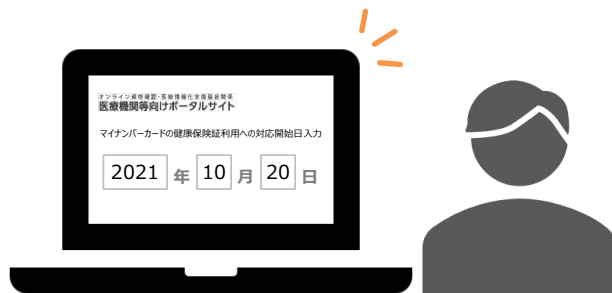 オンライン資格確認・医療情報化支援基金関係
医療機関等向けポータルサイト
マイナンバーカードの健康保険証利用への対応開始日入力
2021 年 10 月 20 日